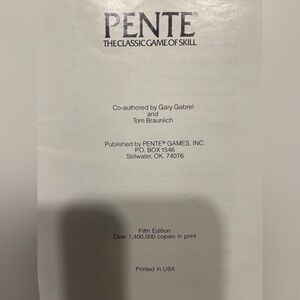 PENTE®
THE CLASSIC GAME OF SKILL
Co-authored by Gary Gabrel
and
Tom Braunlich
Published by PENTE® GAMES, INC.
P.O. BOX 1546
Stillwater, OK. 74076
Fifth Edition
Over 1,400,000 copies in print
Printed in USA